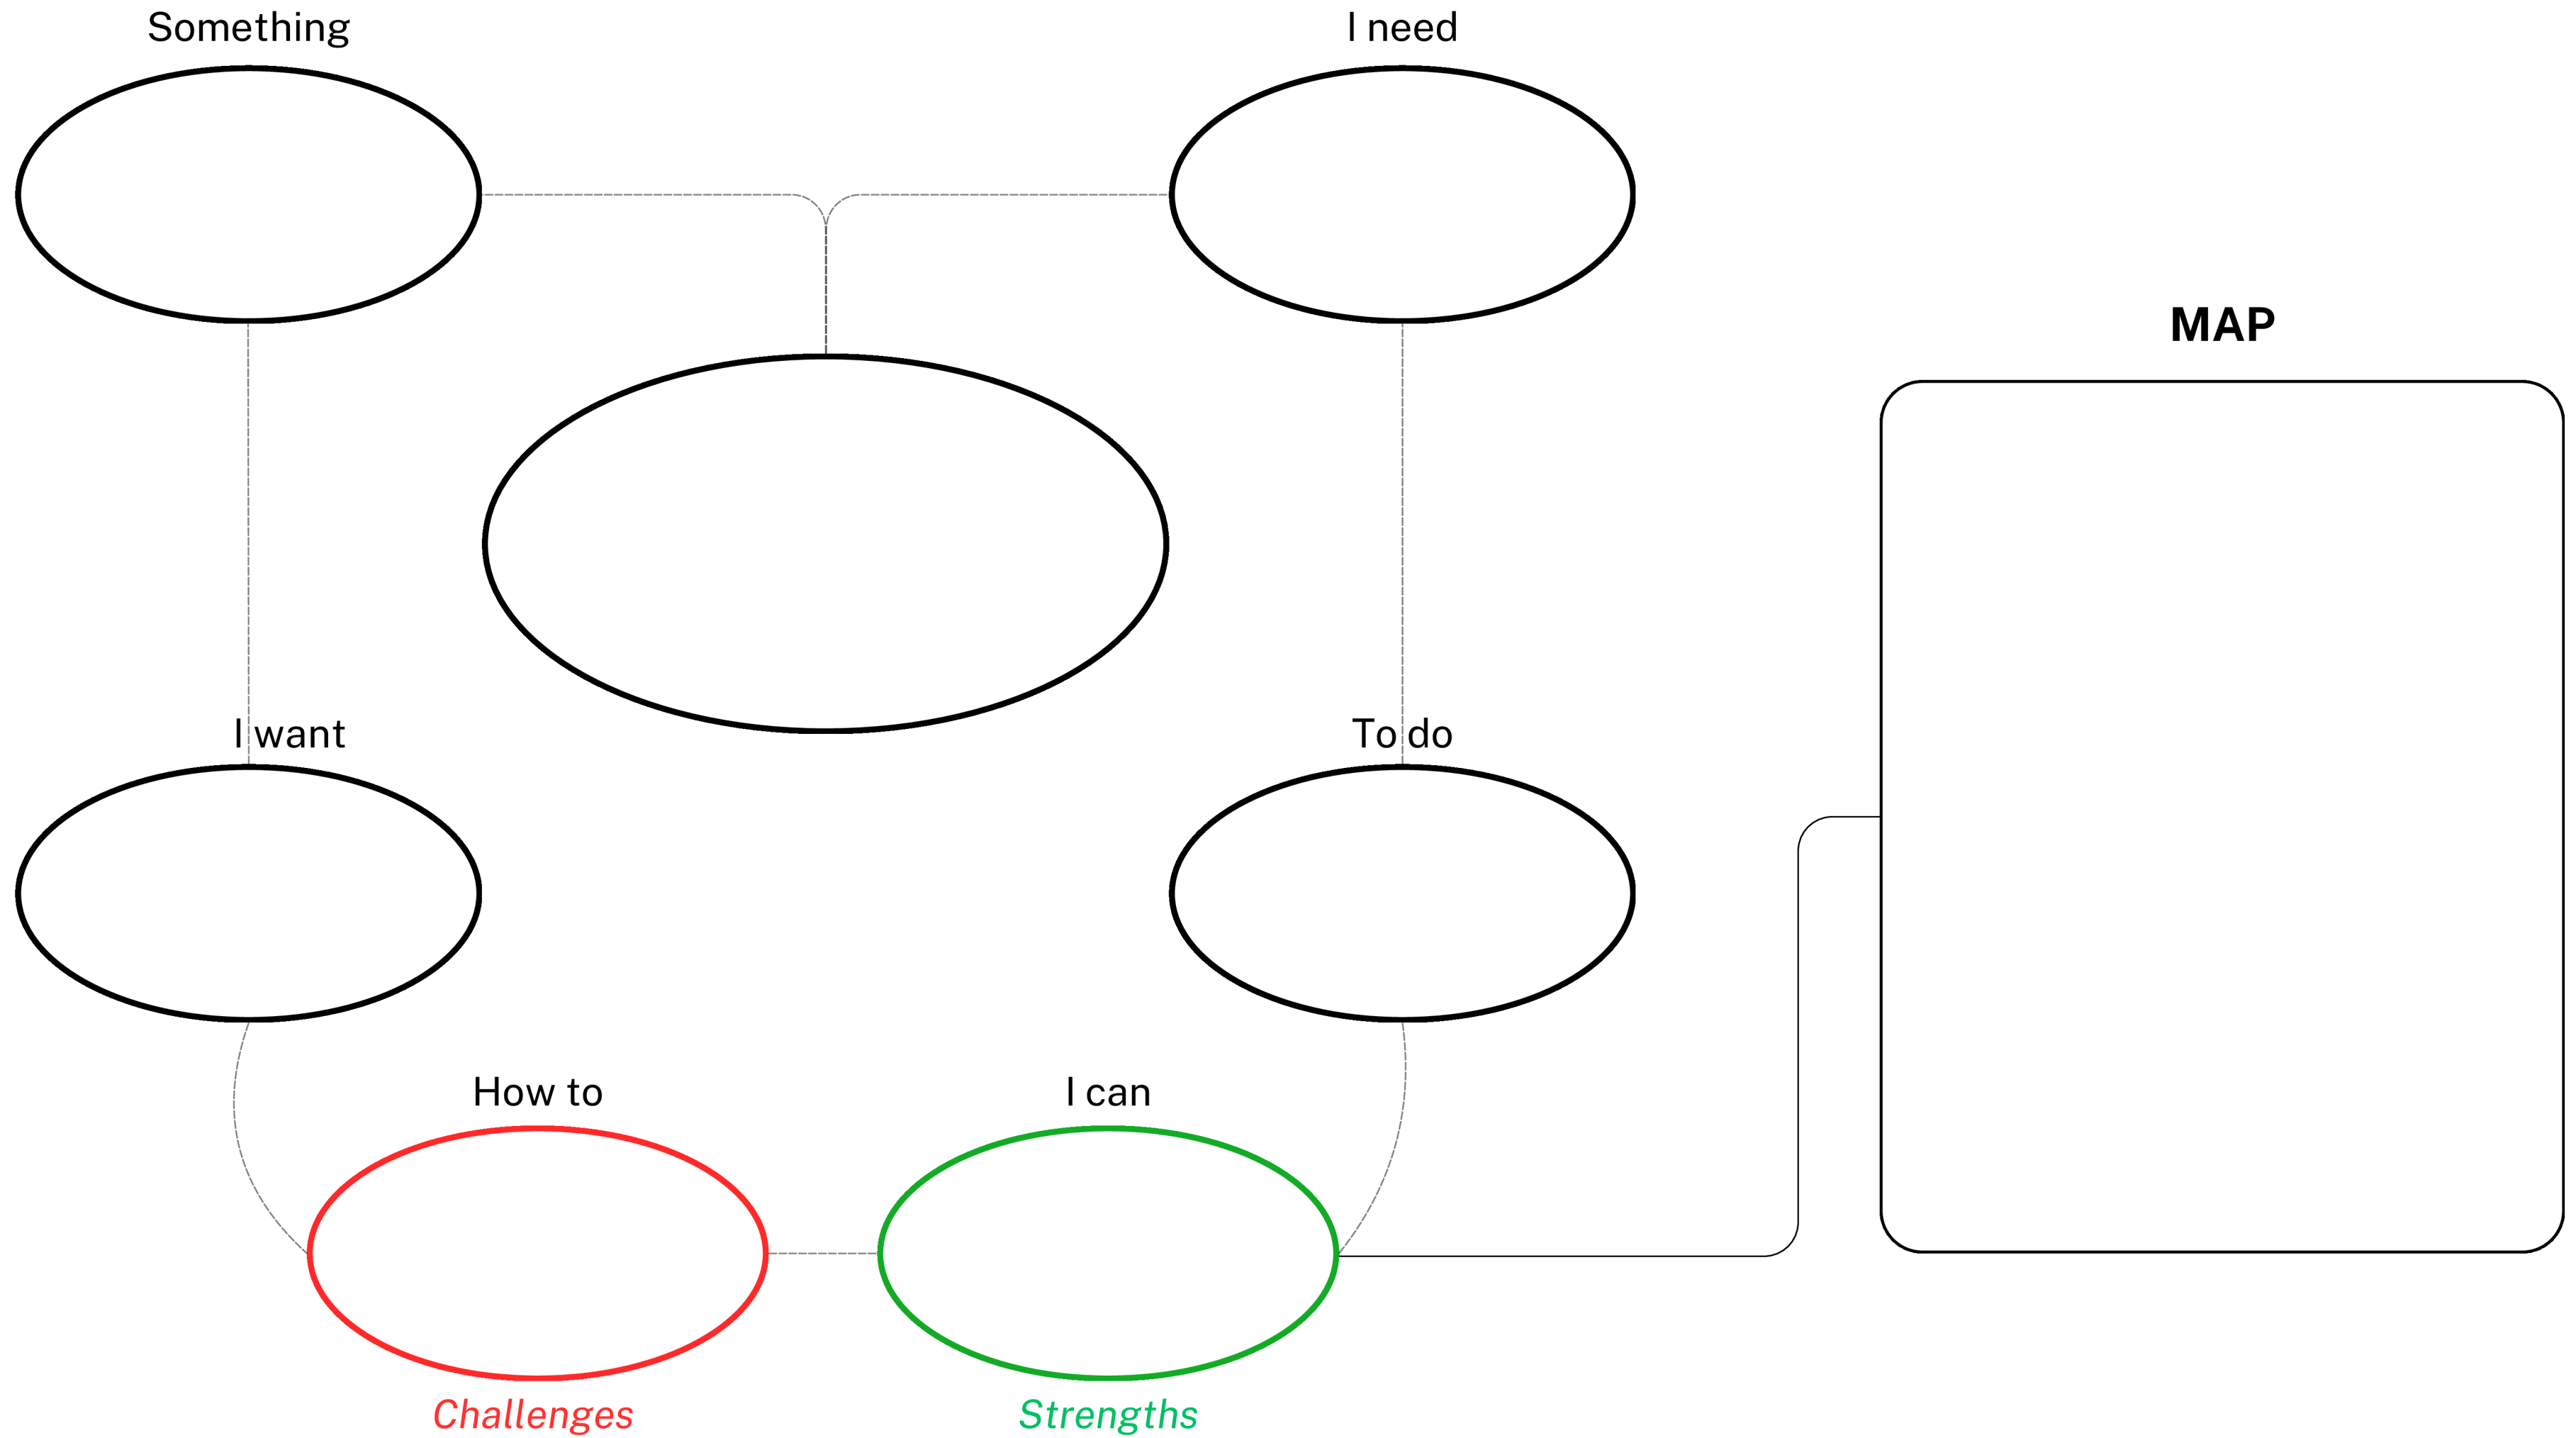 Something
I need
MAP
I want
To do
How to
I can
Challenges
Strengths